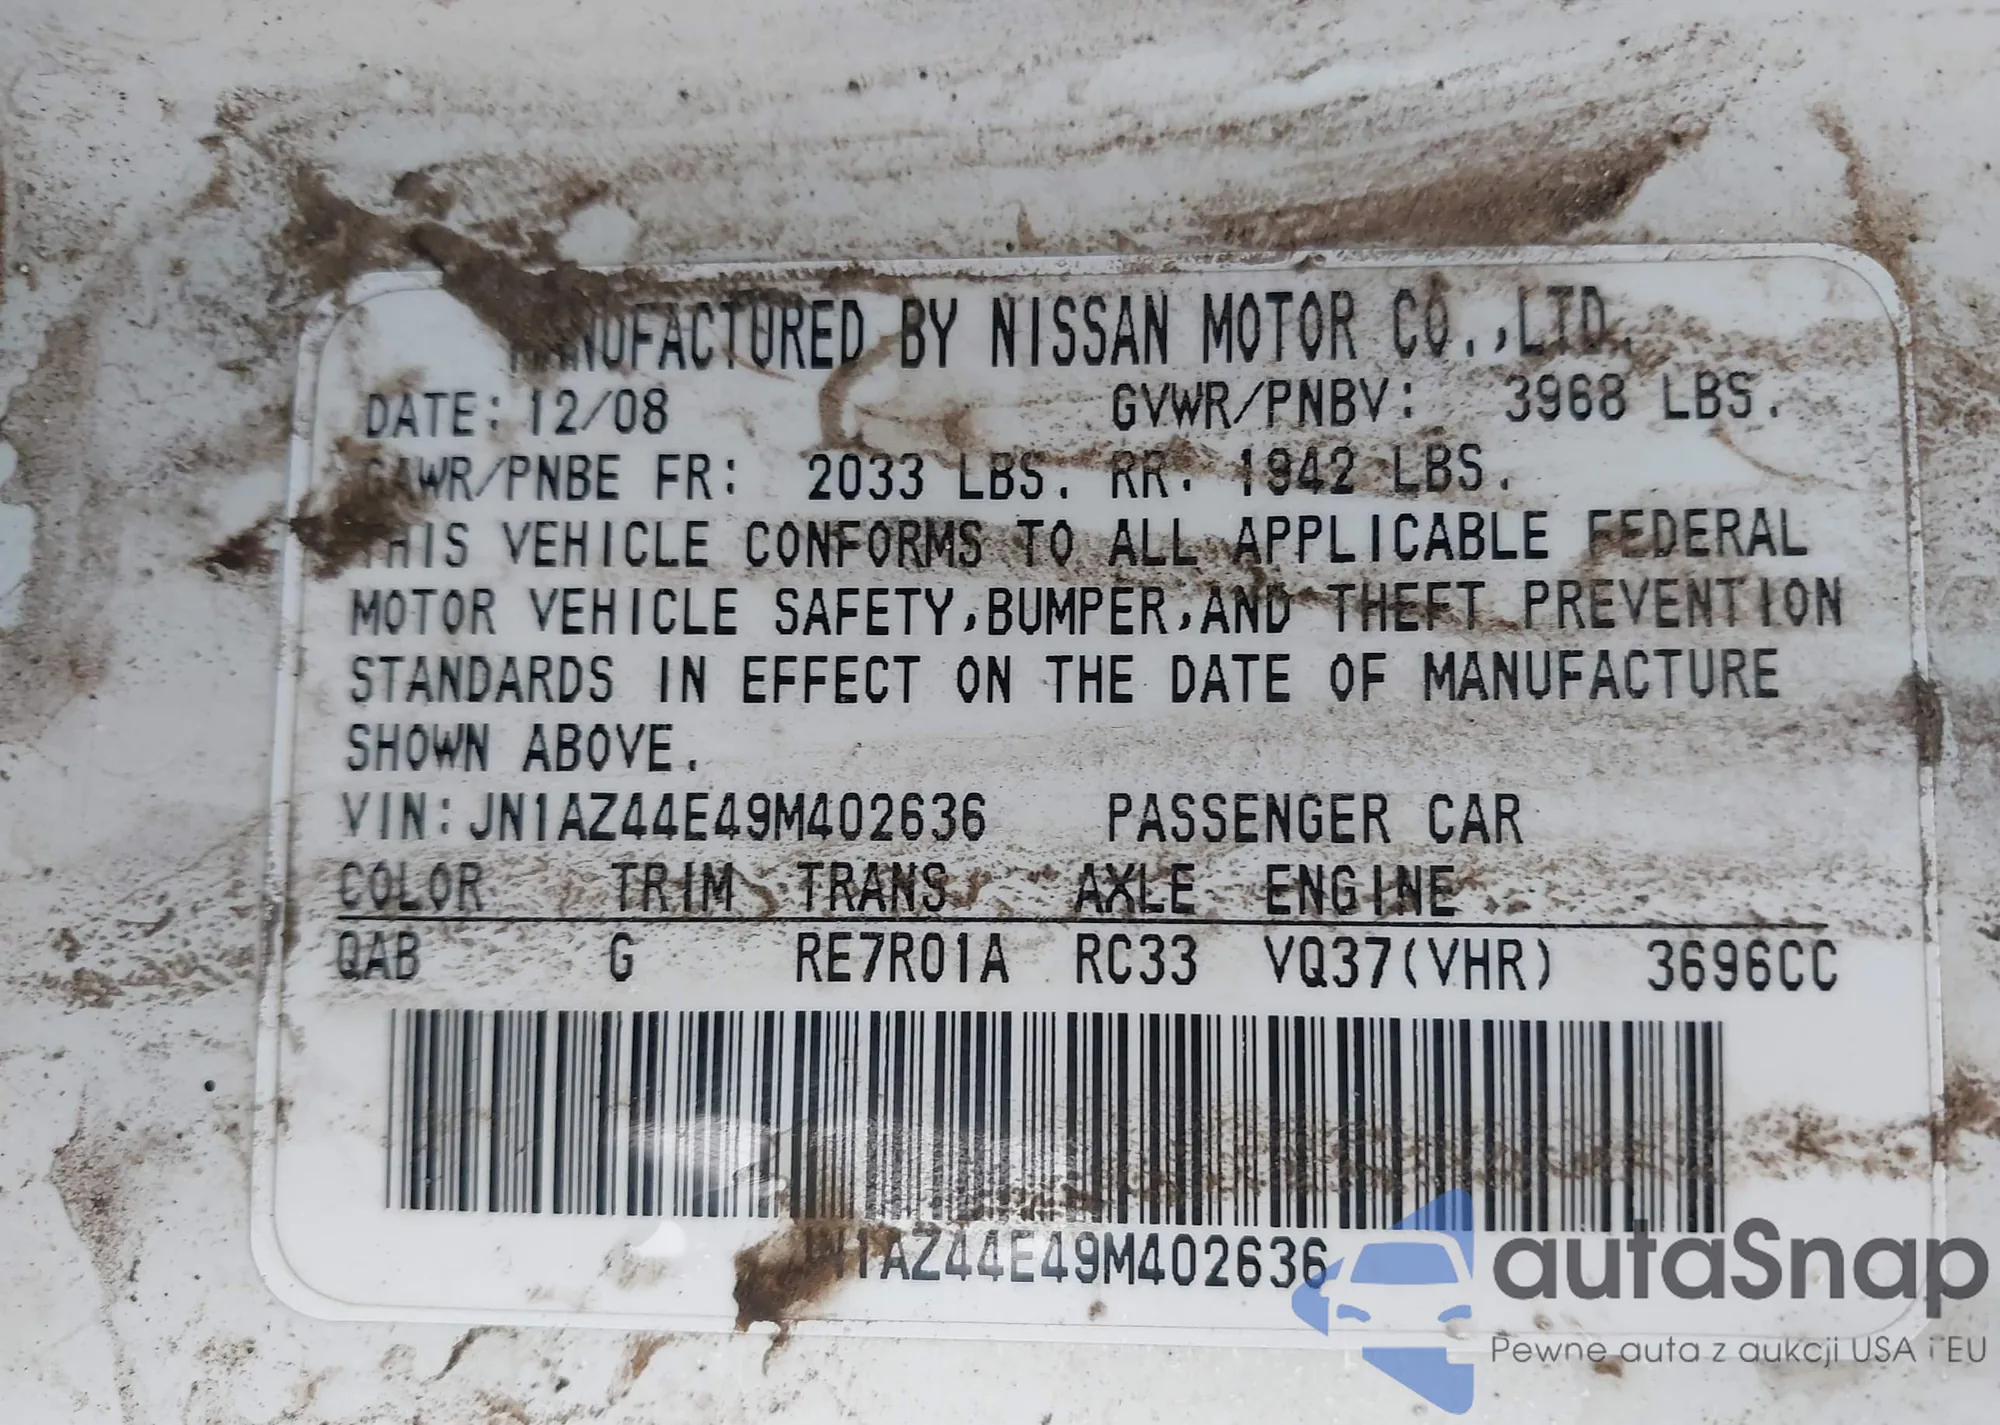 MANUFACTURED BY NISSAN MOTOR CO.,LTD.
DATE: 12/08 GVWR/PNBV: 3968 LBS.
GAWR/PNBE FR: 2033 LBS. RR: 1942 LBS.
THIS VEHICLE CONFORMS TO ALL APPLICABLE FEDERAL
MOTOR VEHICLE SAFETY,BUMPER,AND THEFT PREVENTION
STANDARDS IN EFFECT ON THE DATE OF MANUFACTURE
SHOWN ABOVE.
VIN:JN1AZ44E49M402636 PASSENGER CAR
COLOR TRIM TRANS AXLE ENGINE
QAB G RE7R01A RC33 VQ37(VHR) 3696CC
JN1AZ44E49M402636
autaSnap
Pewne auta z aukcji USA i EU